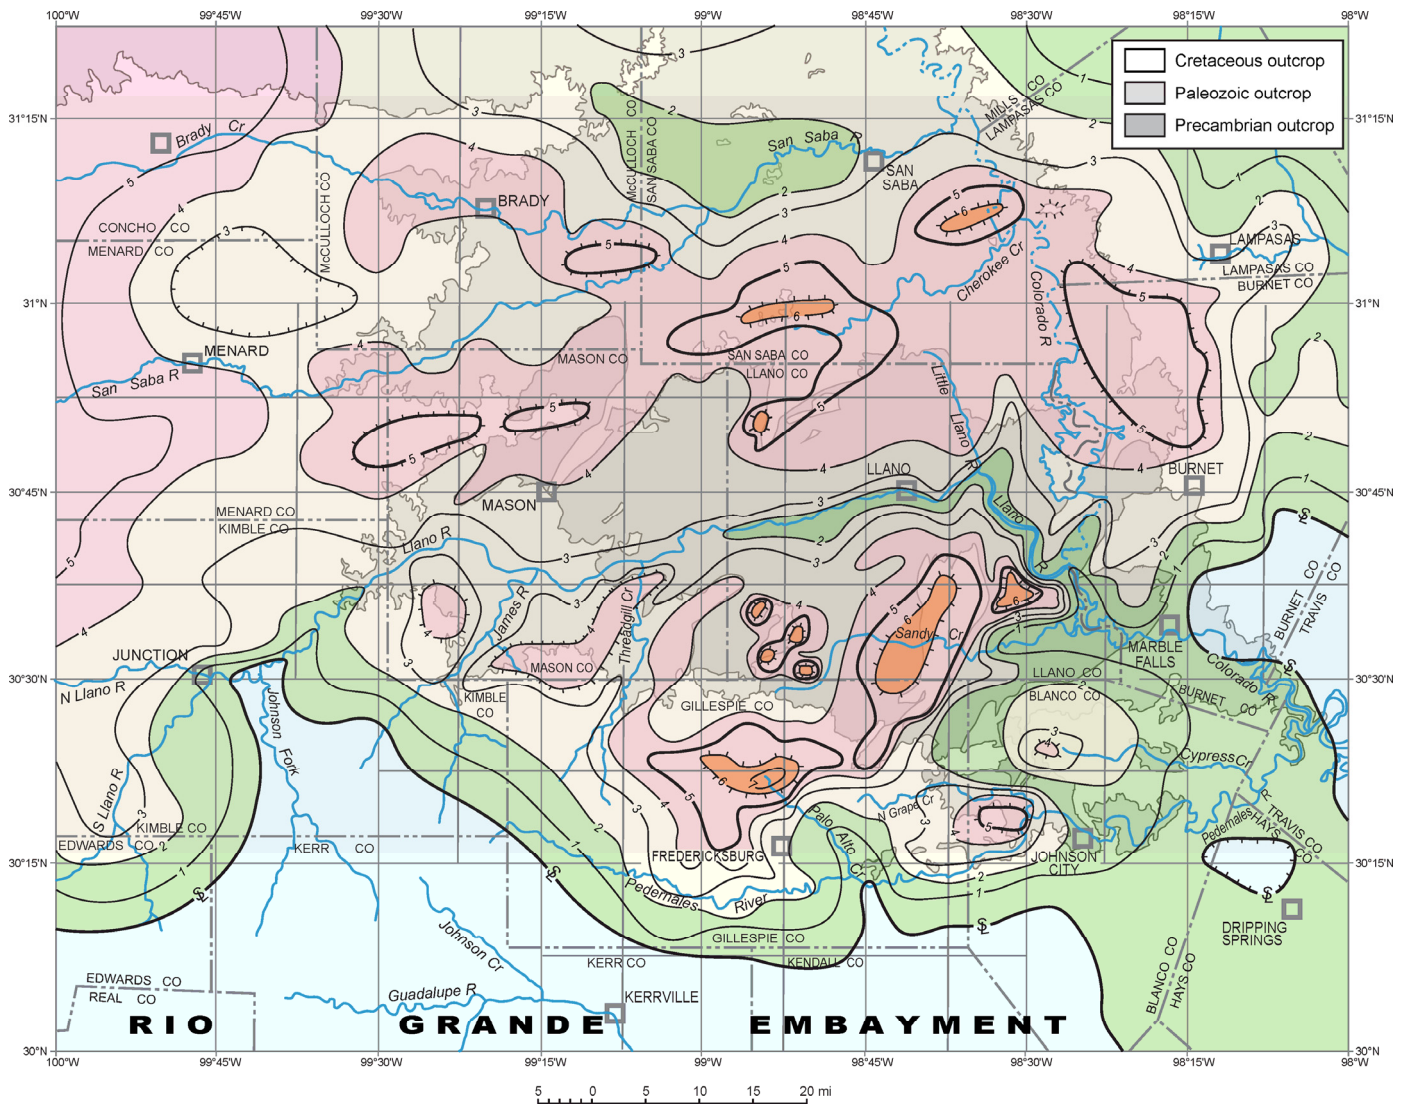 100°W 99°45'W 99°30'W 99°15'W 99°W 98°45'W 98°30'W 98°15'W 98°W
Cretaceous outcrop
Paleozoic outcrop
Precambrian outcrop
MILLS CO
LAMPASAS CO
31°15'N
31°15'N
Brady Cr
McCULLOCH CO
SAN SABA CO
San Saba R
SAN
SABA
BRADY
McCULLOCH CO
CONCHO CO
MENARD CO
LAMPASAS
LAMPASAS CO
BURNET CO
Cherokee Cr
Colorado R
31°N
31°N
MENARD
San Saba R
MASON CO
SAN SABA CO
LLANO CO
Little
Llano R
LLANO
BURNET
30°45'N
30°45'N
MASON
MENARD CO
KIMBLE CO
Llano R
Llano
R
BURNET CO
TRAVIS CO
James R
Threadgill Cr
Sandy Cr
MARBLE
FALLS
JUNCTION
N Llano R
MASON CO
KIMBLE
CO
GILLESPIE CO
LLANO CO
BLANCO CO
BURNET
CO
Colorado R
30°30'N
30°30'N
Johnson Fork
S Llano R
Cypress Cr
N Grape Cr
Palo Alto
Cr
Pedernales
R
TRAVIS CO
HAYS CO
KIMBLE CO
EDWARDS CO
KERR CO
FREDERICKSBURG
JOHNSON
CITY
30°15'N
30°15'N
Pedernales
River
DRIPPING
SPRINGS
GILLESPIE CO
KERR CO
KENDALL CO
Johnson Cr
BLANCO CO
HAYS CO
EDWARDS CO
REAL CO
Guadalupe R
KERRVILLE
RIO GRANDE EMBAYMENT
30°N
30°N
100°W 99°45'W 99°30'W 99°15'W 99°W 98°45'W 98°30'W 98°15'W 98°W
5 0 5 10 15 20 mi